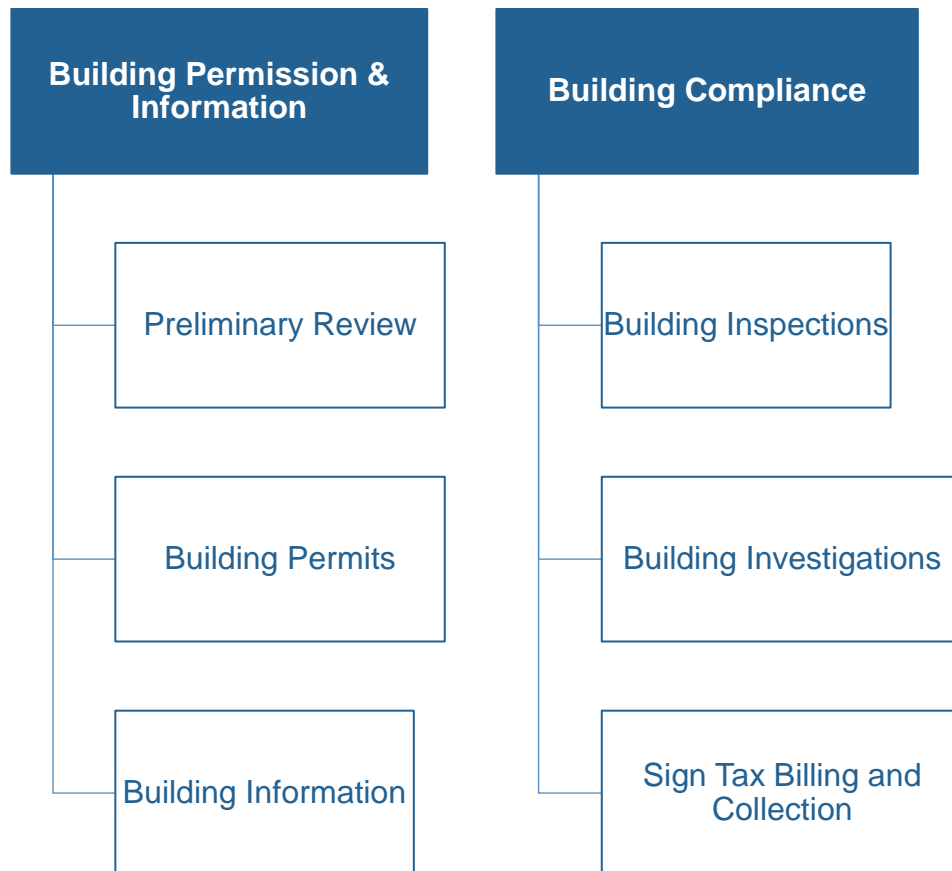 Building Permission &
Information
Preliminary Review
Building Permits
Building Information
Building Compliance
Building Inspections
Building Investigations
Sign Tax Billing and
Collection